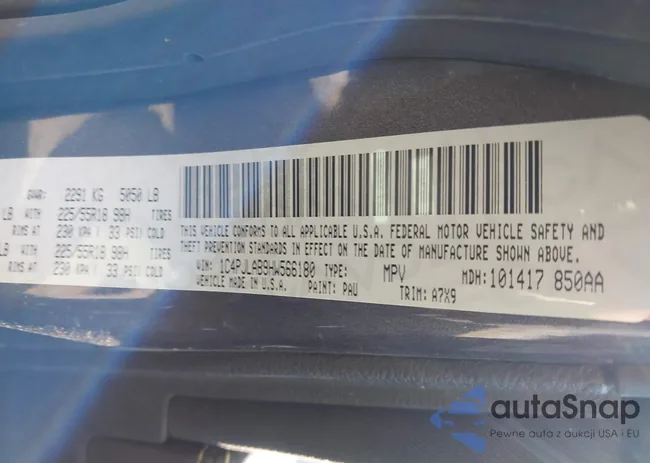 GAWR: 2291 KG 5050 LB
LB WITH 225/55R18 98H TIRES
RIMS AT 230 KPA / 33 PSI COLD
LB WITH 225/55R18 98H TIRES
RIMS AT 230 KPA / 33 PSI COLD
THIS VEHICLE CONFORMS TO ALL APPLICABLE U.S.A. FEDERAL MOTOR VEHICLE SAFETY AND
THEFT PREVENTION STANDARDS IN EFFECT ON THE DATE OF MANUFACTURE SHOWN ABOVE.
VIN: 1C4PJLAB9HW566180 TYPE: MPV MDH: 101417 850AA
VEHICLE MADE IN U.S.A. PAINT: PAU TRIM: A7X9
autaSnap
Pewne auta z aukcji USA i EU